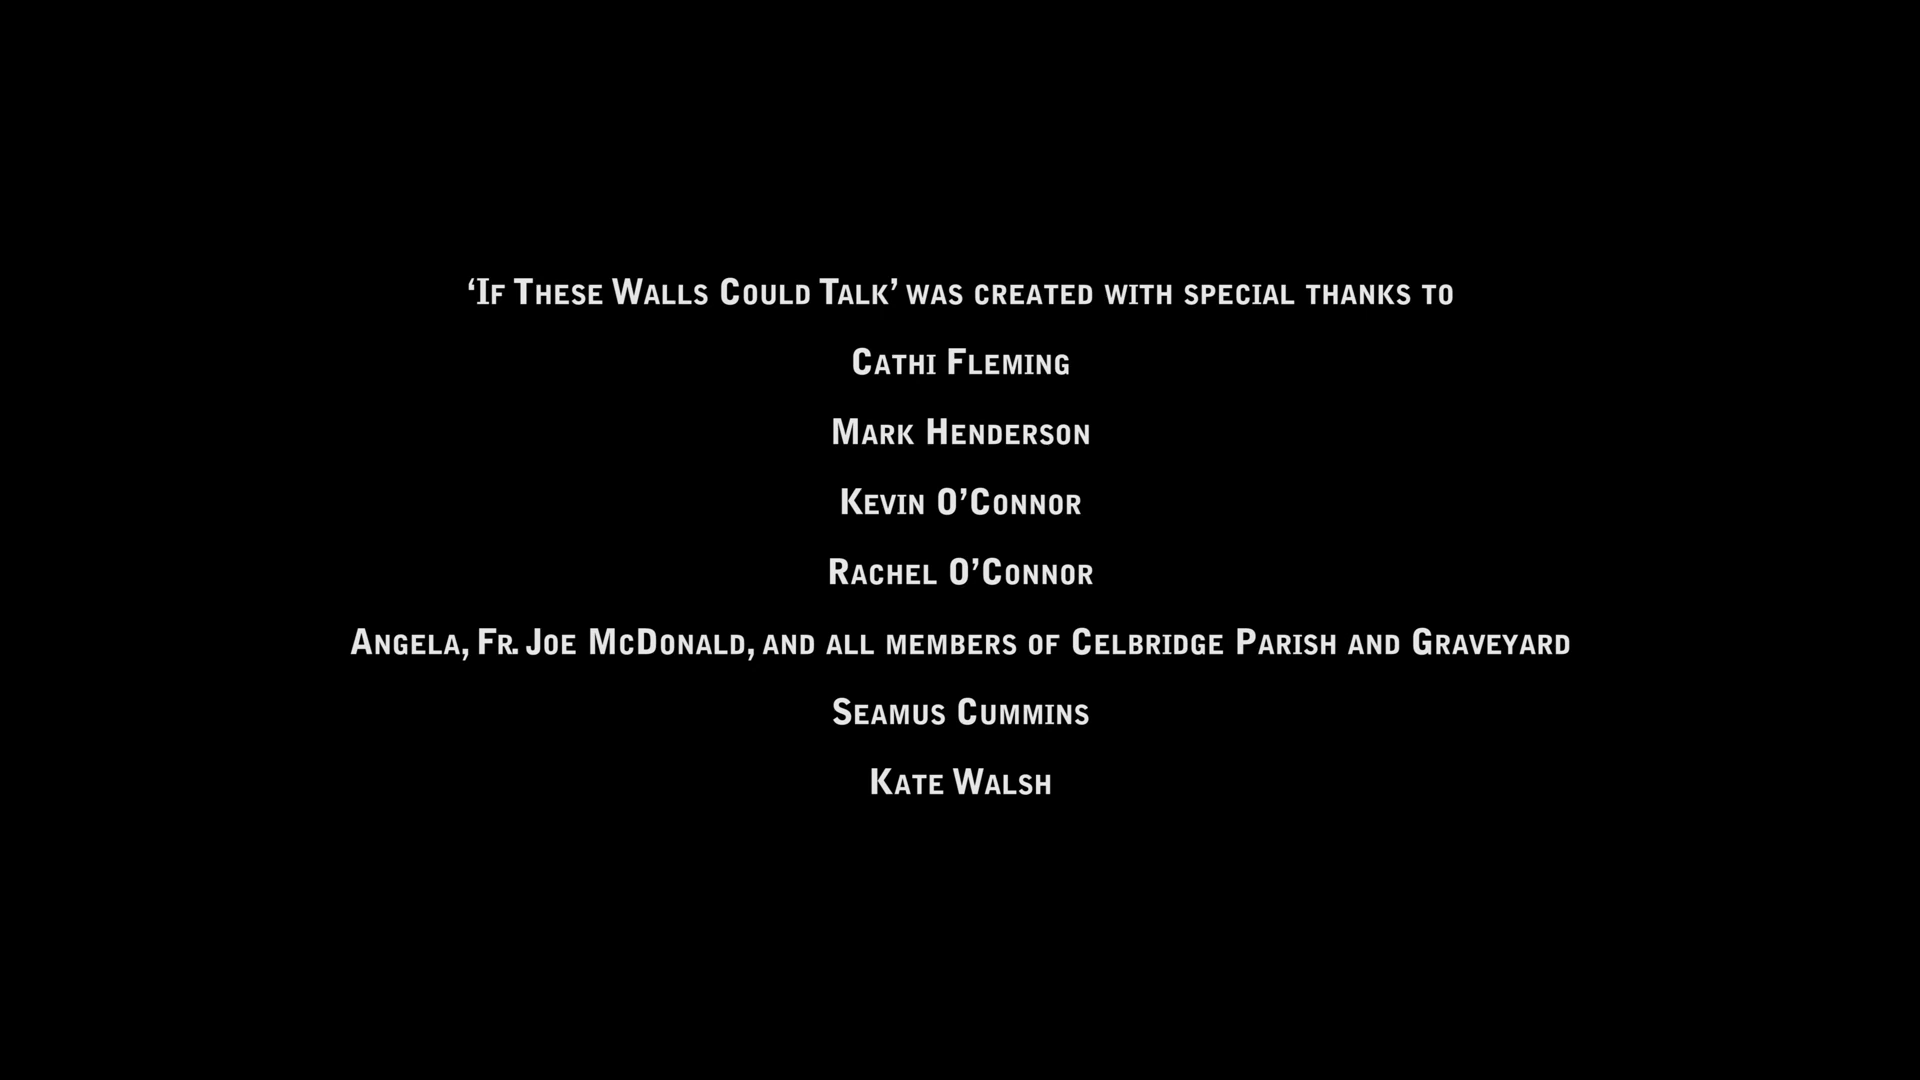 ‘If These Walls Could Talk’ was created with special thanks to
Cathi Fleming
Mark Henderson
Kevin O’Connor
Rachel O’Connor
Angela, Fr. Joe McDonald, and all members of Celbridge Parish and Graveyard
Seamus Cummins
Kate Walsh